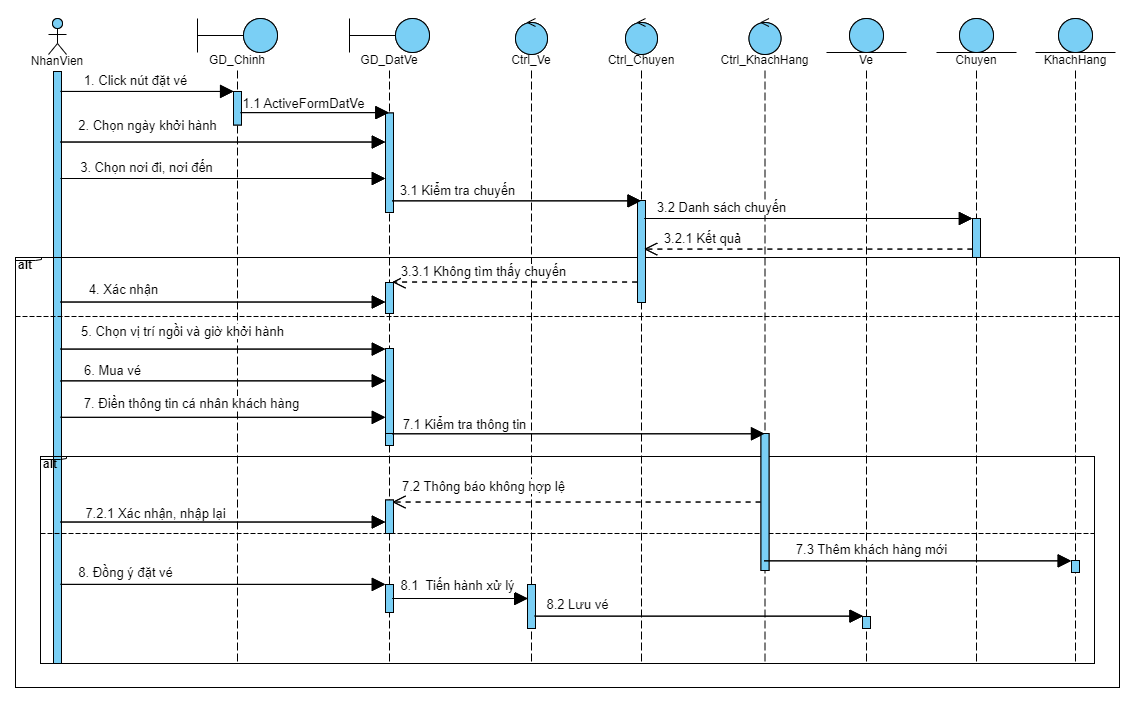 NhanVien
GD_Chinh
GD_DatVe
Ctrl_Ve
Ctrl_Chuyen
Ctrl_KhachHang
Ve
Chuyen
KhachHang
1. Click nút đặt vé
1.1 ActiveFormDatVe
2. Chọn ngày khởi hành
3. Chọn nơi đi, nơi đến
3.1 Kiểm tra chuyến
3.2 Danh sách chuyến
3.2.1 Kết quả
alt
3.3.1 Không tìm thấy chuyến
4. Xác nhận
5. Chọn vị trí ngồi và giờ khởi hành
6. Mua vé
7. Điền thông tin cá nhân khách hàng
7.1 Kiểm tra thông tin
alt
7.2 Thông báo không hợp lệ
7.2.1 Xác nhận, nhập lại
7.3 Thêm khách hàng mới
8. Đồng ý đặt vé
8.1 Tiến hành xử lý
8.2 Lưu vé